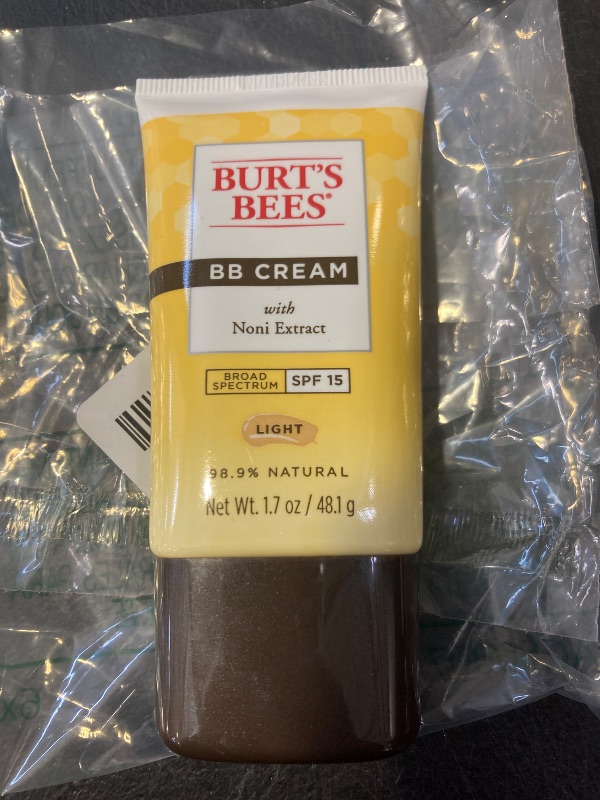 BURT'S
BEES®
BB CREAM
with
Noni Extract
BROAD
SPECTRUM
SPF 15
LIGHT
98.9% NATURAL
Net Wt. 1.7 oz / 48.1 g